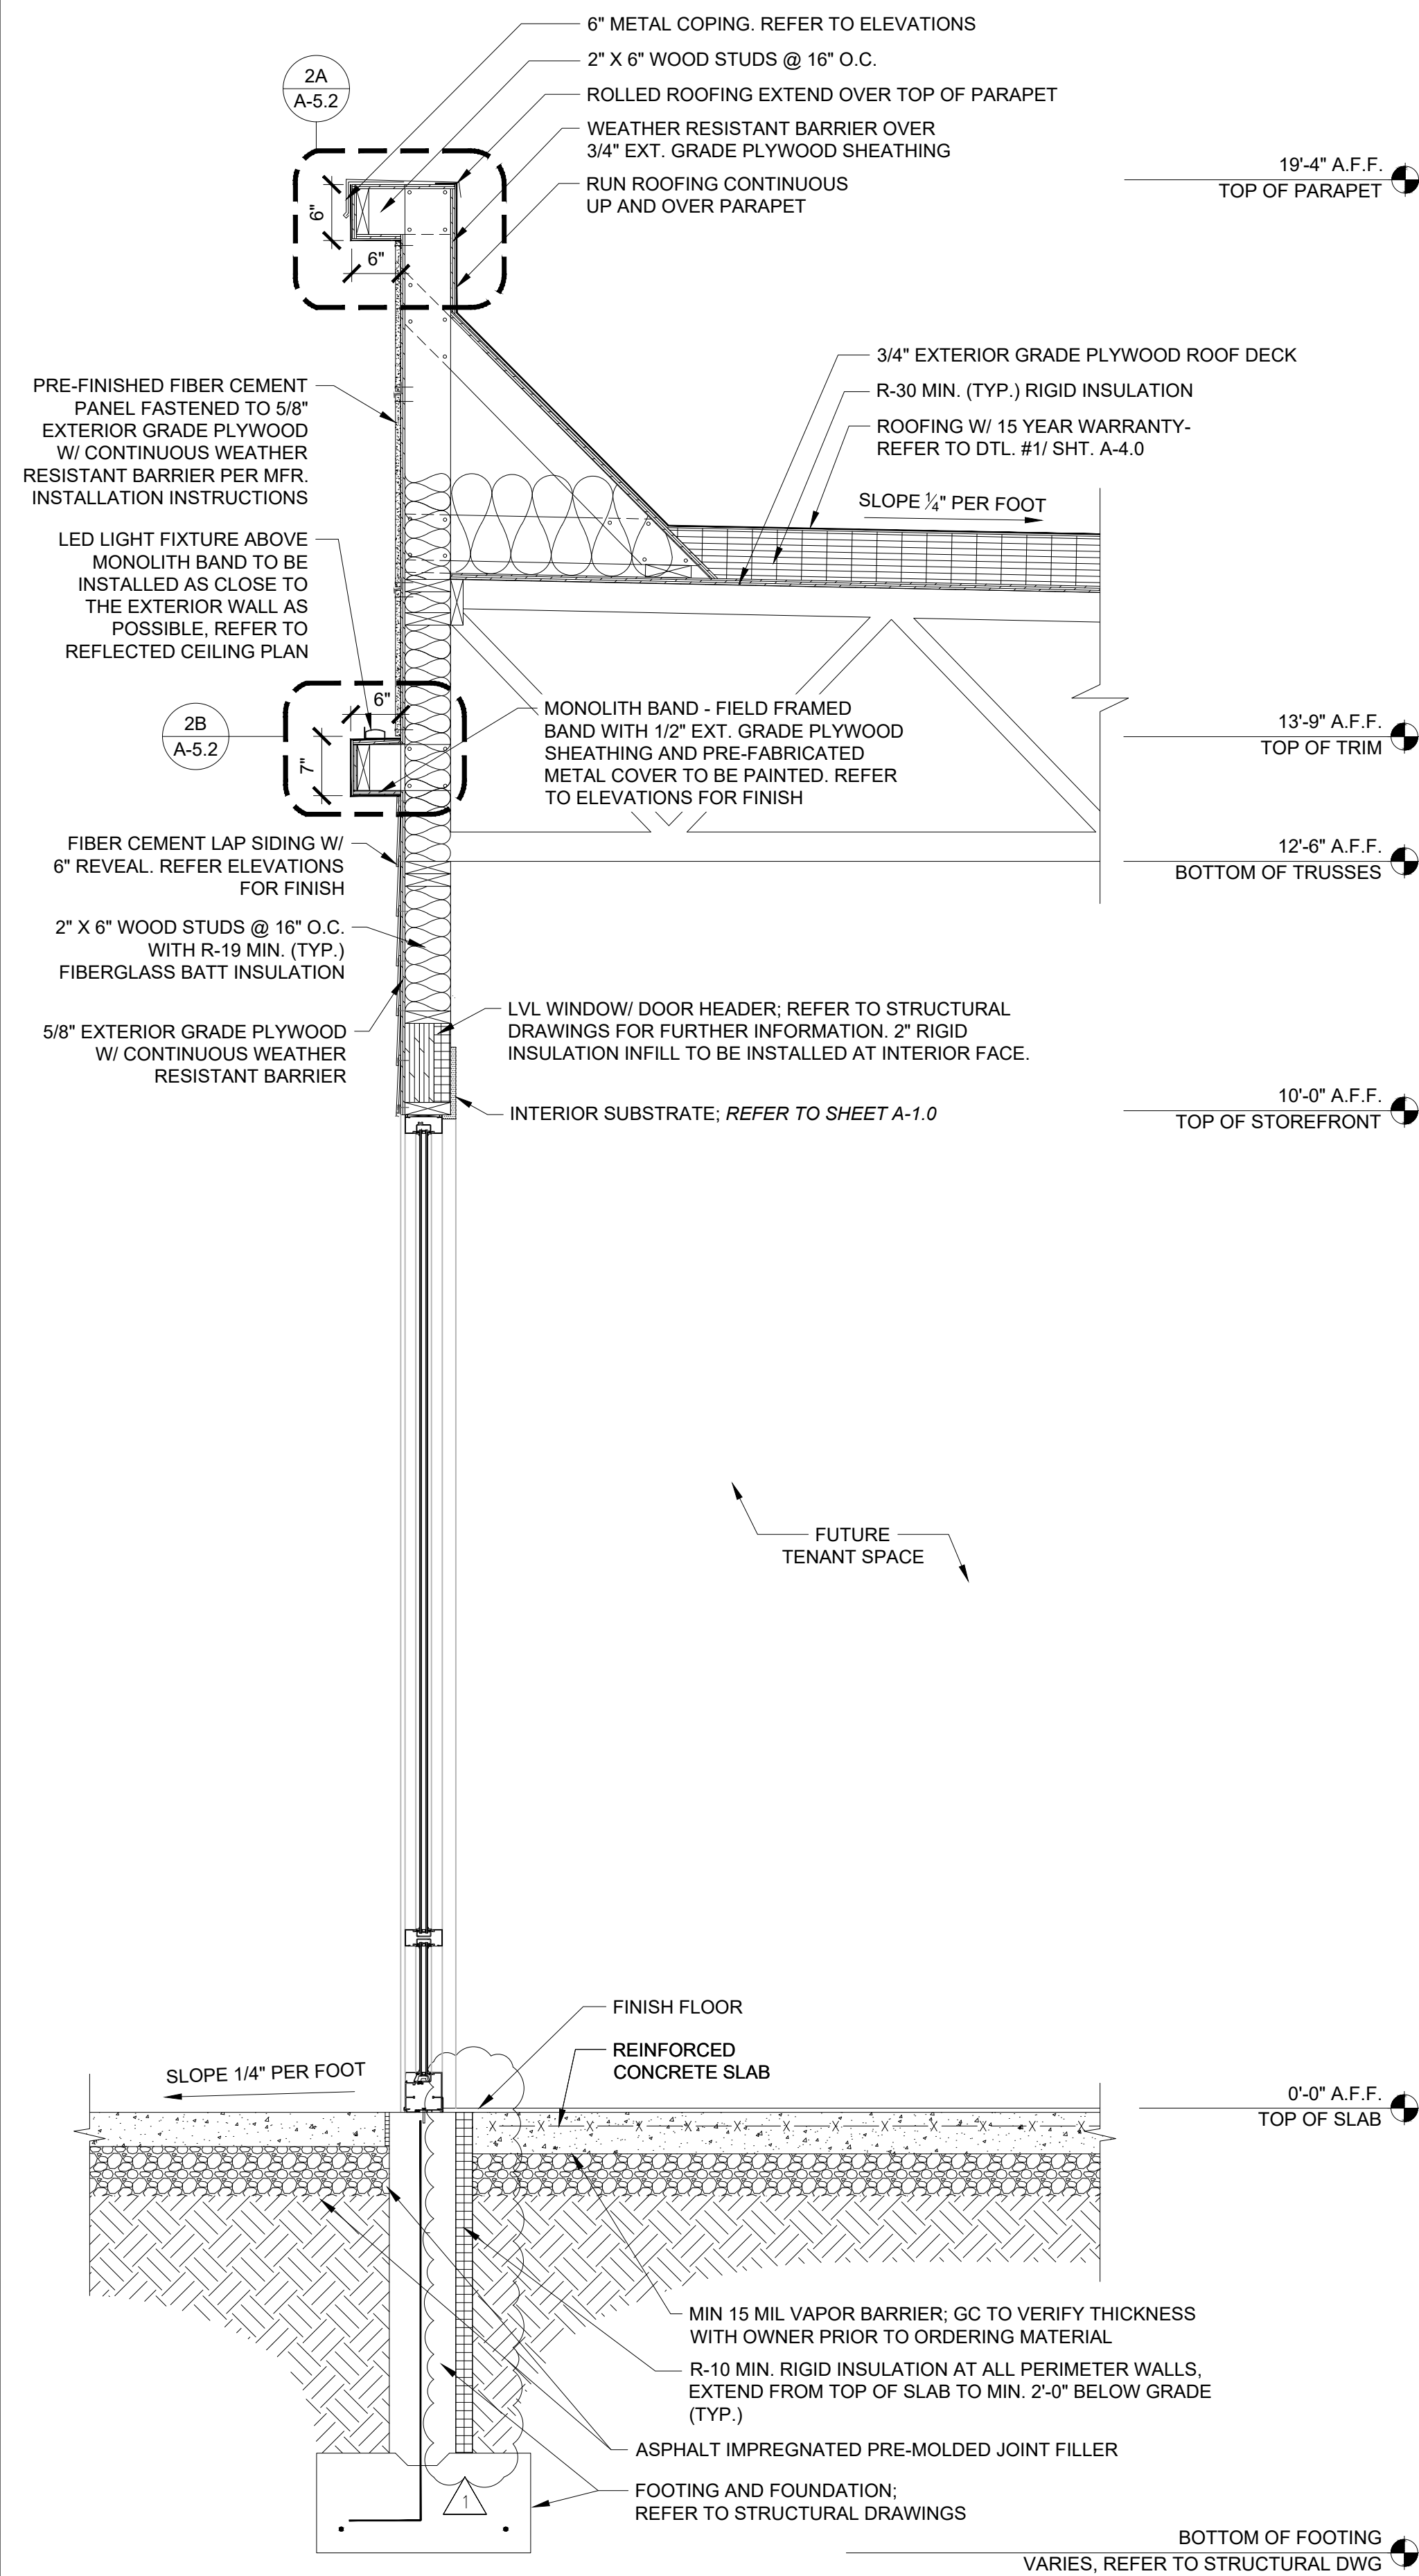 6" METAL COPING. REFER TO ELEVATIONS
2" X 6" WOOD STUDS @ 16" O.C.
2A
A-5.2
ROLLED ROOFING EXTEND OVER TOP OF PARAPET
WEATHER RESISTANT BARRIER OVER
3/4" EXT. GRADE PLYWOOD SHEATHING
RUN ROOFING CONTINUOUS
UP AND OVER PARAPET
19'-4" A.F.F.
TOP OF PARAPET
6"
6"
3/4" EXTERIOR GRADE PLYWOOD ROOF DECK
R-30 MIN. (TYP.) RIGID INSULATION
ROOFING W/ 15 YEAR WARRANTY-
REFER TO DTL. #1/ SHT. A-4.0
SLOPE ¼" PER FOOT
PRE-FINISHED FIBER CEMENT
PANEL FASTENED TO 5/8"
EXTERIOR GRADE PLYWOOD
W/ CONTINUOUS WEATHER
RESISTANT BARRIER PER MFR.
INSTALLATION INSTRUCTIONS
LED LIGHT FIXTURE ABOVE
MONOLITH BAND TO BE
INSTALLED AS CLOSE TO
THE EXTERIOR WALL AS
POSSIBLE, REFER TO
REFLECTED CEILING PLAN
2B
A-5.2
6"
7"
MONOLITH BAND - FIELD FRAMED
BAND WITH 1/2" EXT. GRADE PLYWOOD
SHEATHING AND PRE-FABRICATED
METAL COVER TO BE PAINTED. REFER
TO ELEVATIONS FOR FINISH
13'-9" A.F.F.
TOP OF TRIM
FIBER CEMENT LAP SIDING W/
6" REVEAL. REFER ELEVATIONS
FOR FINISH
12'-6" A.F.F.
BOTTOM OF TRUSSES
2" X 6" WOOD STUDS @ 16" O.C.
WITH R-19 MIN. (TYP.)
FIBERGLASS BATT INSULATION
5/8" EXTERIOR GRADE PLYWOOD
W/ CONTINUOUS WEATHER
RESISTANT BARRIER
LVL WINDOW/ DOOR HEADER; REFER TO STRUCTURAL
DRAWINGS FOR FURTHER INFORMATION. 2" RIGID
INSULATION INFILL TO BE INSTALLED AT INTERIOR FACE.
INTERIOR SUBSTRATE; REFER TO SHEET A-1.0
10'-0" A.F.F.
TOP OF STOREFRONT
FUTURE
TENANT SPACE
FINISH FLOOR
REINFORCED
CONCRETE SLAB
SLOPE 1/4" PER FOOT
0'-0" A.F.F.
TOP OF SLAB
MIN 15 MIL VAPOR BARRIER; GC TO VERIFY THICKNESS
WITH OWNER PRIOR TO ORDERING MATERIAL
R-10 MIN. RIGID INSULATION AT ALL PERIMETER WALLS,
EXTEND FROM TOP OF SLAB TO MIN. 2'-0" BELOW GRADE
(TYP.)
ASPHALT IMPREGNATED PRE-MOLDED JOINT FILLER
1
FOOTING AND FOUNDATION;
REFER TO STRUCTURAL DRAWINGS
BOTTOM OF FOOTING
VARIES, REFER TO STRUCTURAL DWG